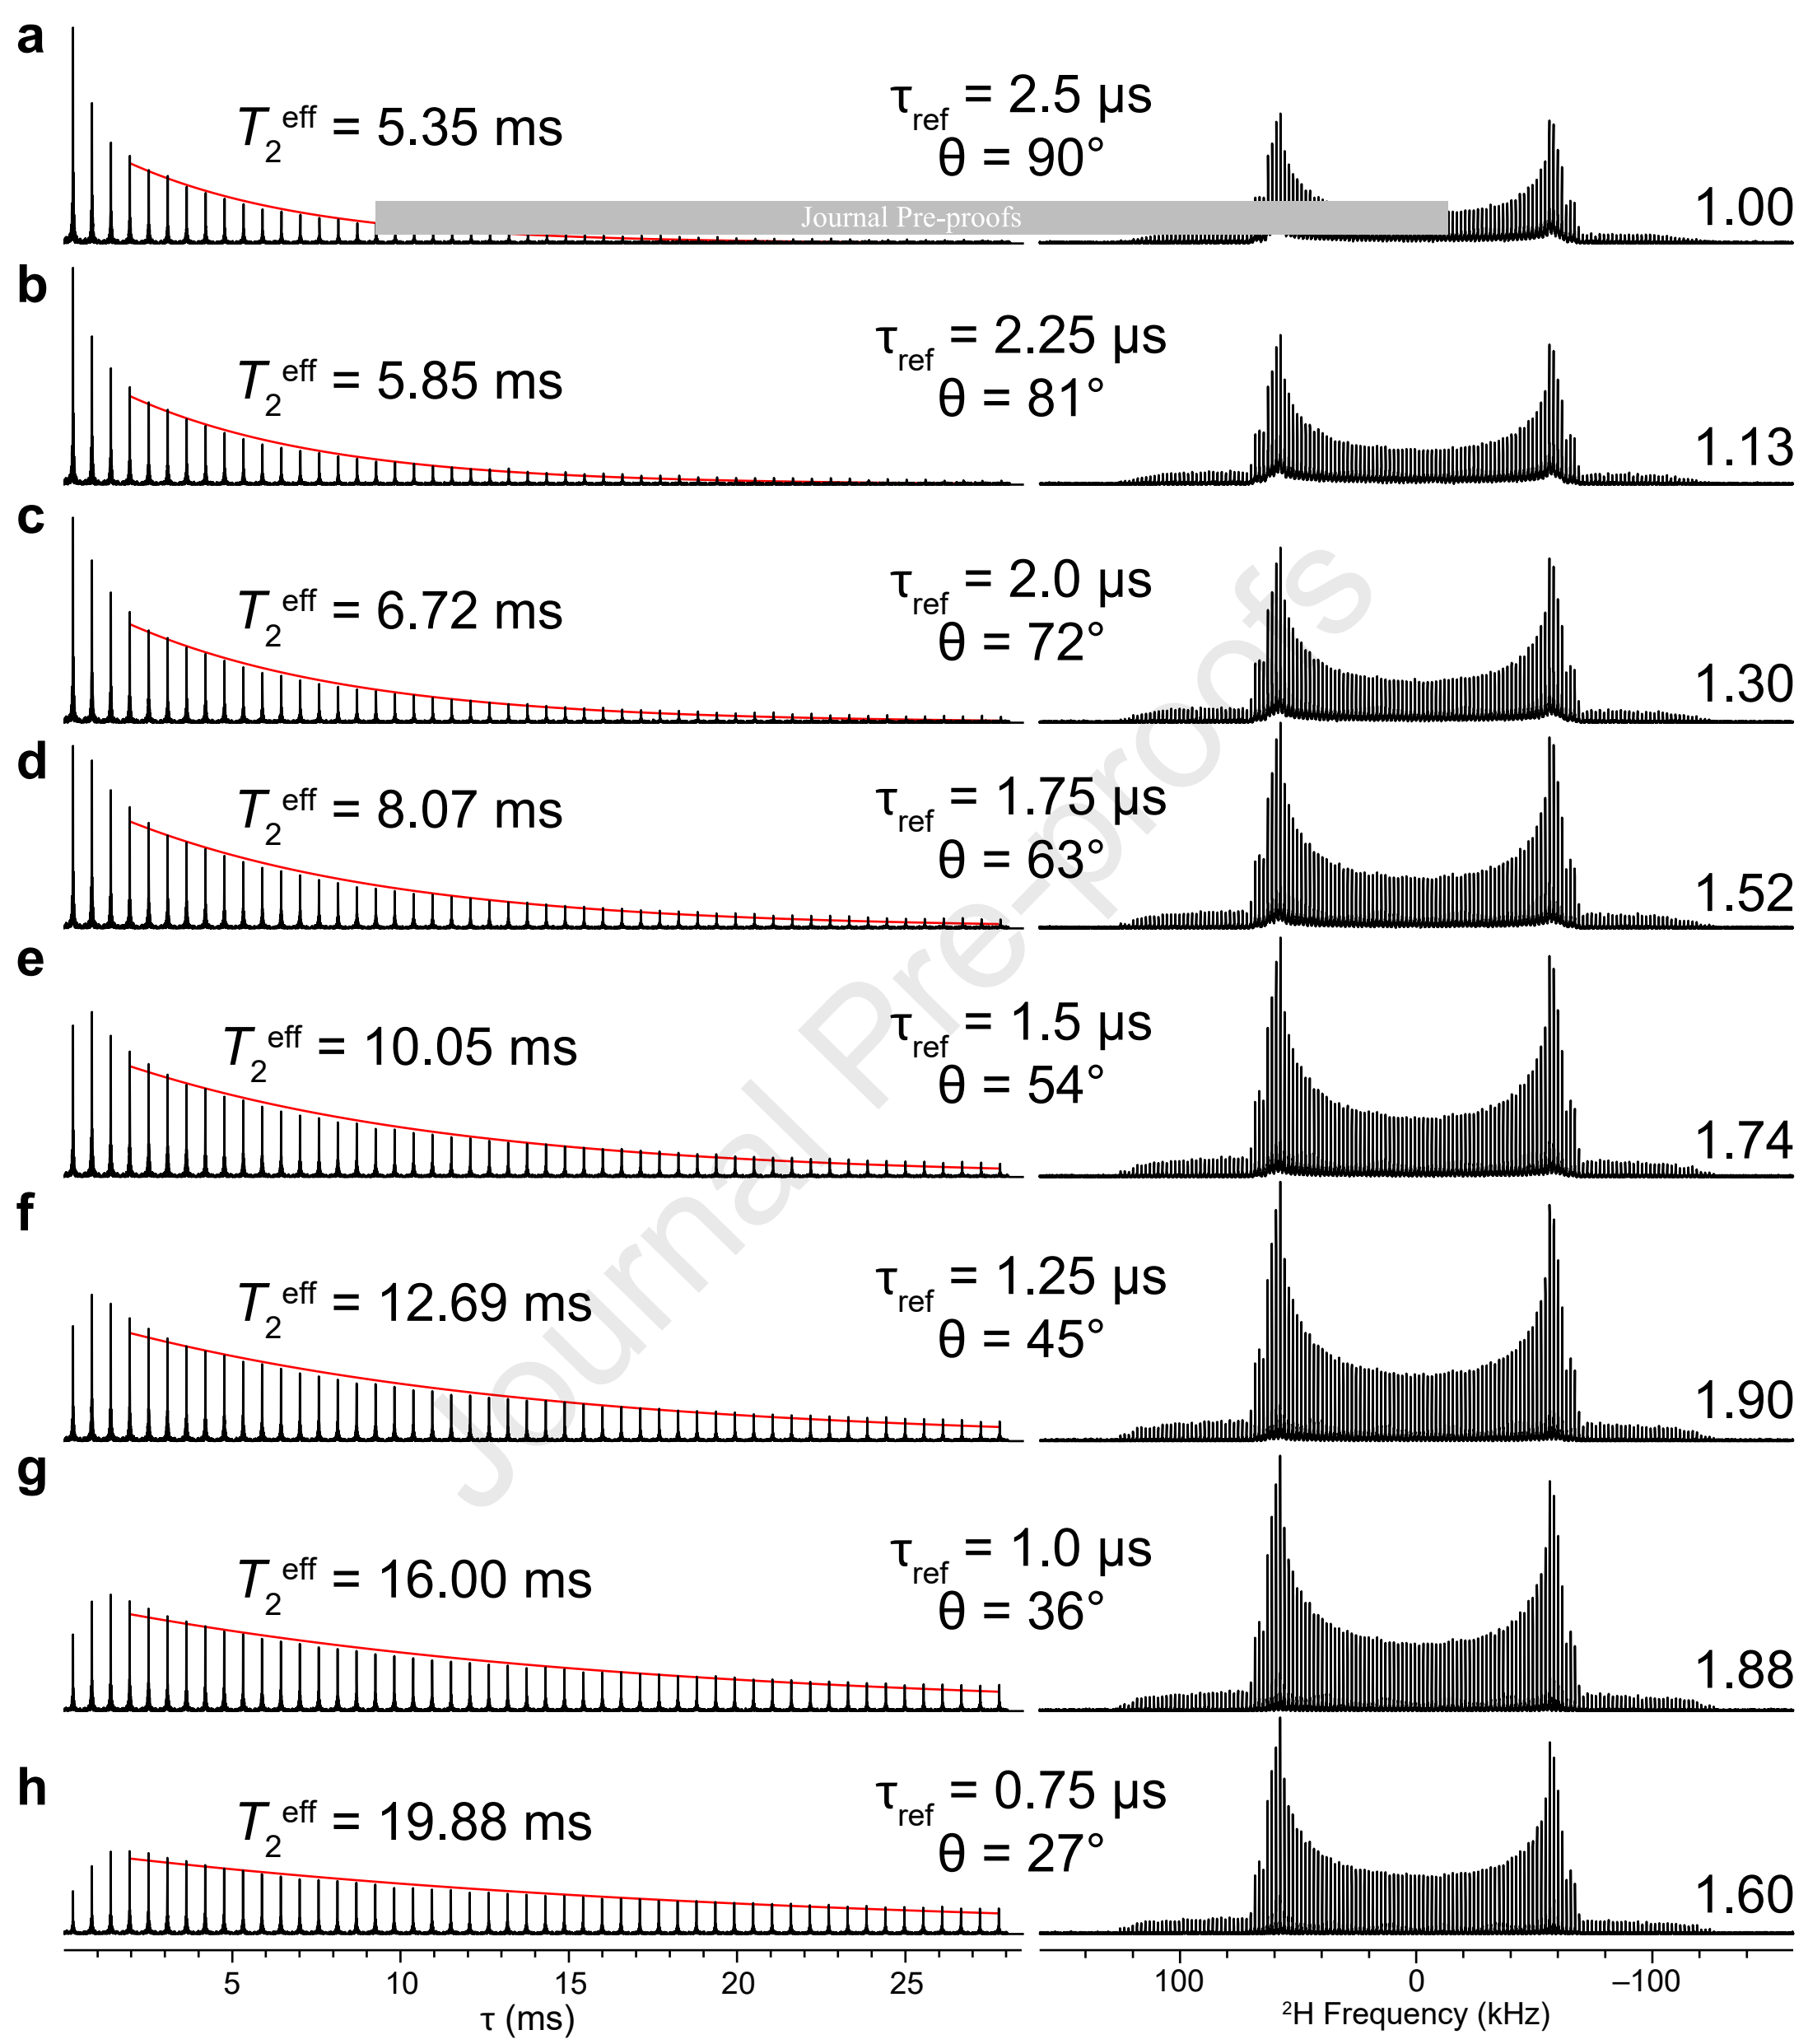 a
T₂ᵉᶠᶠ = 5.35 ms
τref = 2.5 µs
θ = 90°
1.00
Journal Pre-proofs
b
T₂ᵉᶠᶠ = 5.85 ms
τref = 2.25 µs
θ = 81°
1.13
c
T₂ᵉᶠᶠ = 6.72 ms
τref = 2.0 µs
θ = 72°
1.30
d
T₂ᵉᶠᶠ = 8.07 ms
τref = 1.75 µs
θ = 63°
1.52
e
T₂ᵉᶠᶠ = 10.05 ms
τref = 1.5 µs
θ = 54°
1.74
f
T₂ᵉᶠᶠ = 12.69 ms
τref = 1.25 µs
θ = 45°
1.90
g
T₂ᵉᶠᶠ = 16.00 ms
τref = 1.0 µs
θ = 36°
1.88
h
T₂ᵉᶠᶠ = 19.88 ms
τref = 0.75 µs
θ = 27°
1.60
Journal Pre-proofs
5 10 15 20 25
τ (ms)
100 0 –100
²H Frequency (kHz)